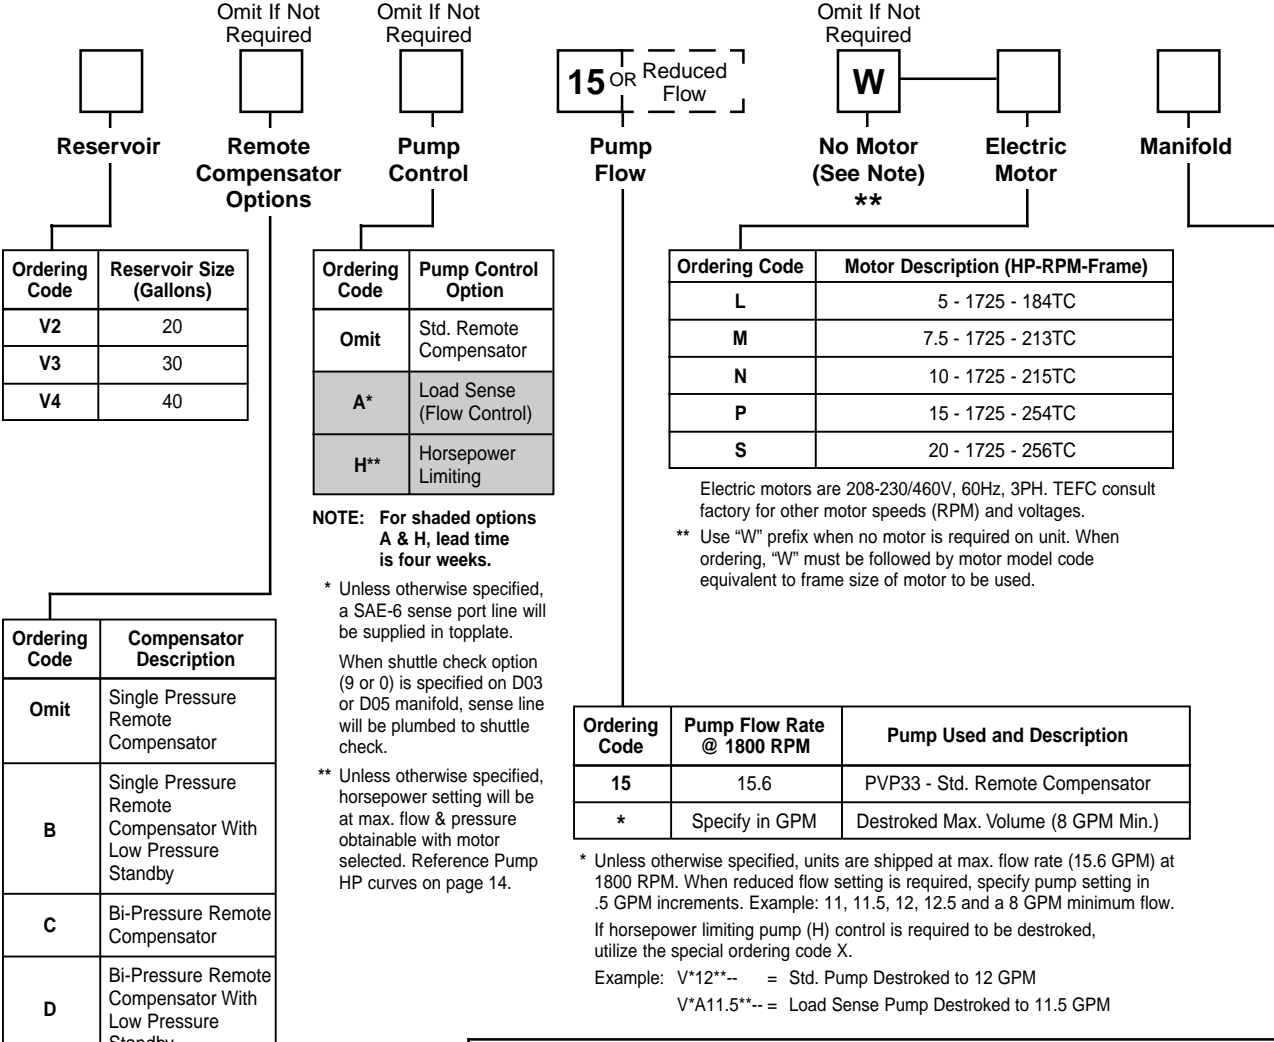 Omit If Not
Required
Omit If Not
Required
Omit If Not
Required
15 OR Reduced
Flow
W
Reservoir
Remote
Compensator
Options
Pump
Control
Pump
Flow
No Motor
(See Note)
**
Electric
Motor
Manifold
Ordering
Code
Reservoir Size
(Gallons)
V2 20
V3 30
V4 40
Ordering
Code
Pump Control
Option
Omit
Std. Remote
Compensator
A*
Load Sense
(Flow Control)
H**
Horsepower
Limiting
NOTE: For shaded options
A & H, lead time
is four weeks.
* Unless otherwise specified,
a SAE-6 sense port line will
be supplied in topplate.
When shuttle check option
(9 or 0) is specified on D03
or D05 manifold, sense line
will be plumbed to shuttle
check.
** Unless otherwise specified,
horsepower setting will be
at max. flow & pressure
obtainable with motor
selected. Reference Pump
HP curves on page 14.
Ordering Code Motor Description (HP-RPM-Frame)
L 5 - 1725 - 184TC
M 7.5 - 1725 - 213TC
N 10 - 1725 - 215TC
P 15 - 1725 - 254TC
S 20 - 1725 - 256TC
Electric motors are 208-230/460V, 60Hz, 3PH. TEFC consult
factory for other motor speeds (RPM) and voltages.
** Use “W” prefix when no motor is required on unit. When
ordering, “W” must be followed by motor model code
equivalent to frame size of motor to be used.
Ordering
Code
Compensator
Description
Omit
Single Pressure
Remote
Compensator
B
Single Pressure
Remote
Compensator With
Low Pressure
Standby
C
Bi-Pressure Remote
Compensator
D
Bi-Pressure Remote
Compensator With
Low Pressure
Standby
Ordering
Code
Pump Flow Rate
@ 1800 RPM
Pump Used and Description
15 15.6 PVP33 - Std. Remote Compensator
* Specify in GPM Destroked Max. Volume (8 GPM Min.)
* Unless otherwise specified, units are shipped at max. flow rate (15.6 GPM) at
1800 RPM. When reduced flow setting is required, specify pump setting in
.5 GPM increments. Example: 11, 11.5, 12, 12.5 and a 8 GPM minimum flow.
If horsepower limiting pump (H) control is required to be destroked,
utilize the special ordering code X.
Example: V*12**-- = Std. Pump Destroked to 12 GPM
V*A11.5**-- = Load Sense Pump Destroked to 11.5 GPM